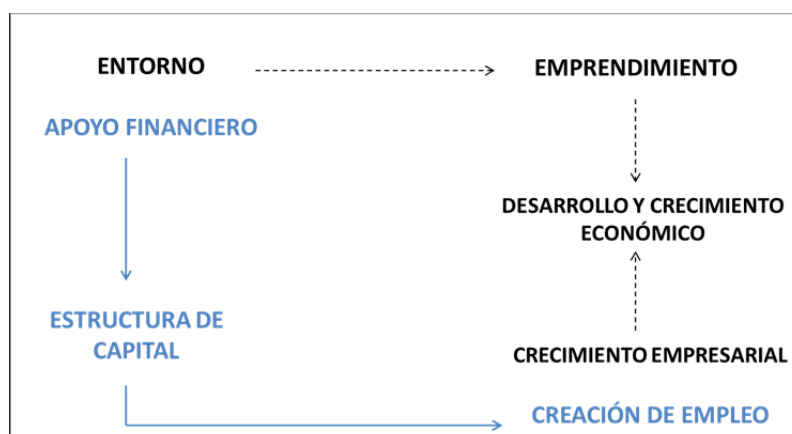 ENTORNO
EMPRENDIMIENTO
APOYO FINANCIERO
DESARROLLO Y CRECIMIENTO
ECONÓMICO
ESTRUCTURA DE
CAPITAL
CRECIMIENTO EMPRESARIAL
CREACIÓN DE EMPLEO